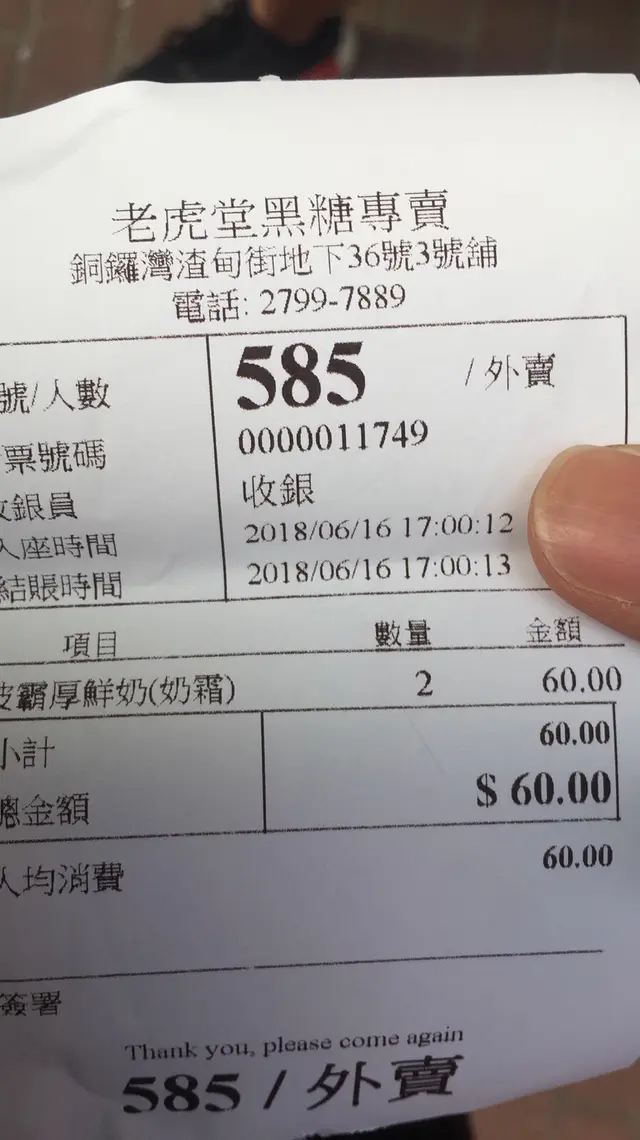 老虎堂黑糖專賣
銅鑼灣渣甸街地下36號3號舖
電話: 2799-7889
號/人數 585 / 外賣
票號碼 0000011749
收銀員 收銀
入座時間 2018/06/16 17:00:12
結賬時間 2018/06/16 17:00:13
項目 數量 金額
波霸厚鮮奶(奶霜) 2 60.00
小計 60.00
總金額 $ 60.00
人均消費 60.00
簽署
Thank you, please come again
585 / 外賣